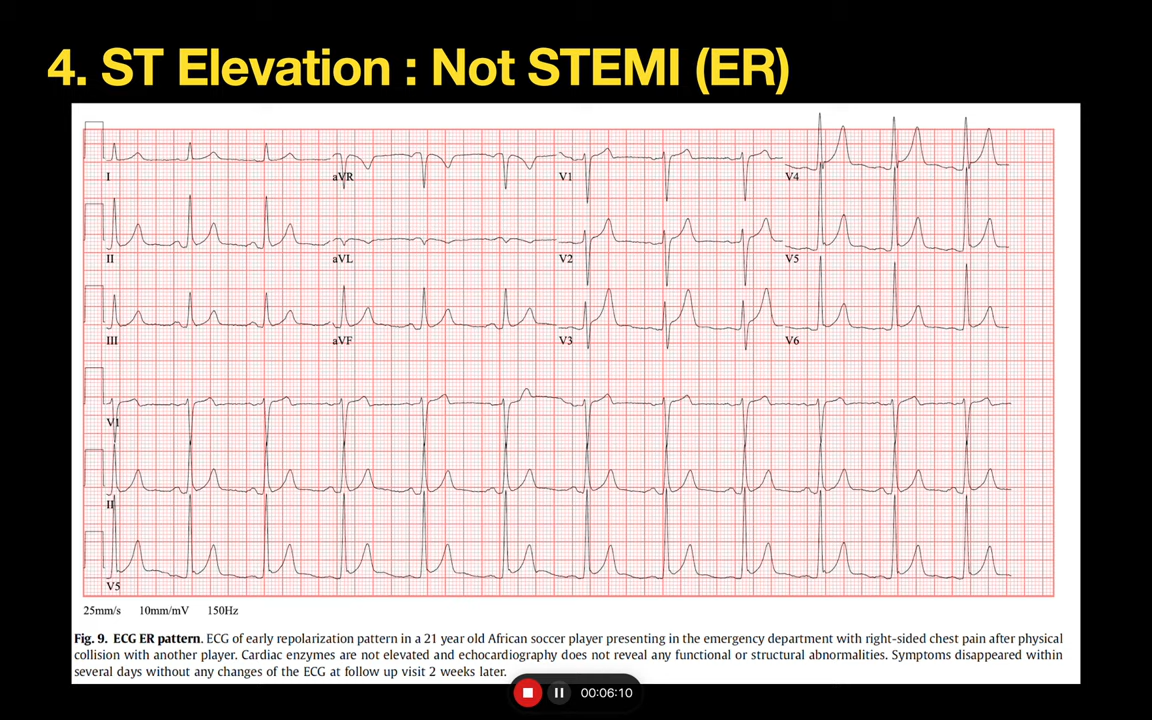 4. ST Elevation : Not STEMI (ER)
I
aVR
V1
V4
II
aVL
V2
V5
III
aVF
V3
V6
V1
II
V5
25mm/s 10mm/mV 150Hz
Fig. 9. ECG ER pattern. ECG of early repolarization pattern in a 21 year old African soccer player presenting in the emergency department with right-sided chest pain after physical
collision with another player. Cardiac enzymes are not elevated and echocardiography does not reveal any functional or structural abnormalities. Symptoms disappeared within
several days without any changes of the ECG at follow up visit 2 weeks later.
00:06:10